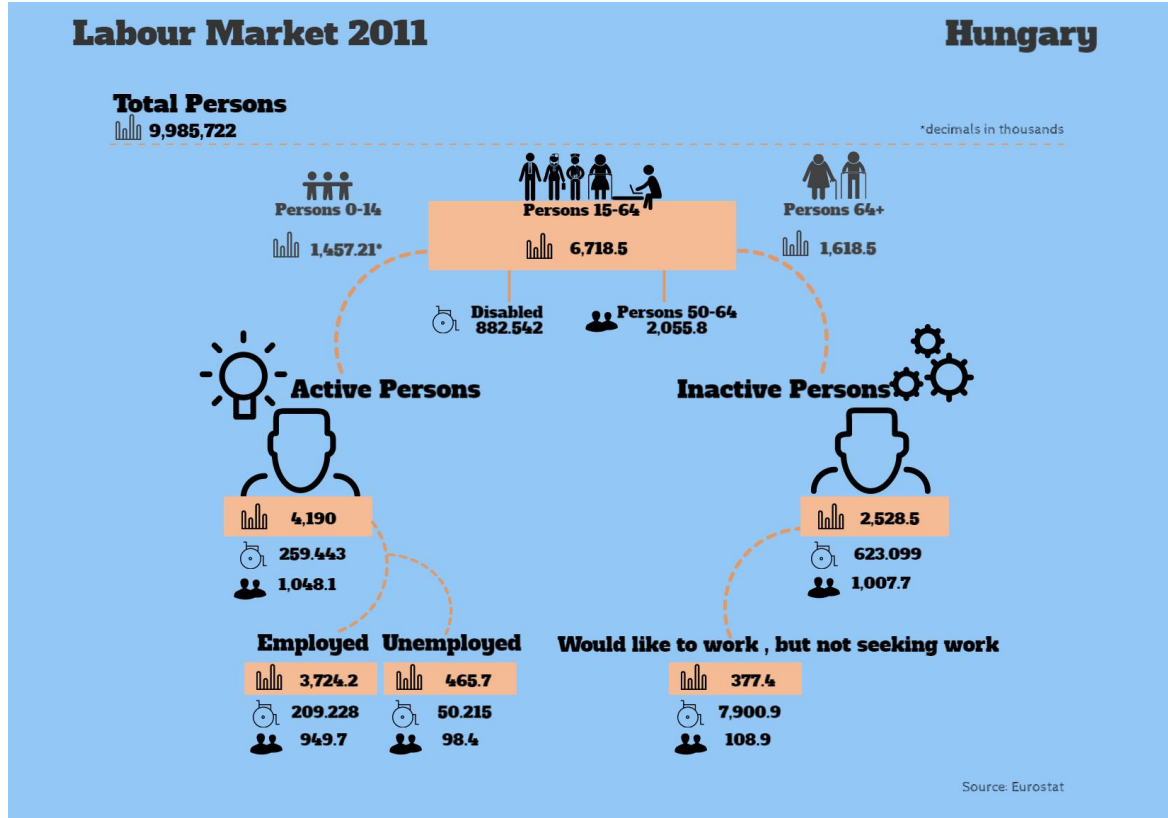 Labour Market 2011
Hungary
Total Persons
9,985,722
*decimals in thousands
Persons 0-14
1,457.21*
Persons 15-64
6,718.5
Persons 64+
1,618.5
Disabled
882.542
Persons 50-64
2,055.8
Active Persons
Inactive Persons
4,190
259.443
1,048.1
2,528.5
623.099
1,007.7
Employed
3,724.2
209.228
949.7
Unemployed
465.7
50.215
98.4
Would like to work , but not seeking work
377.4
7,900.9
108.9
Source: Eurostat